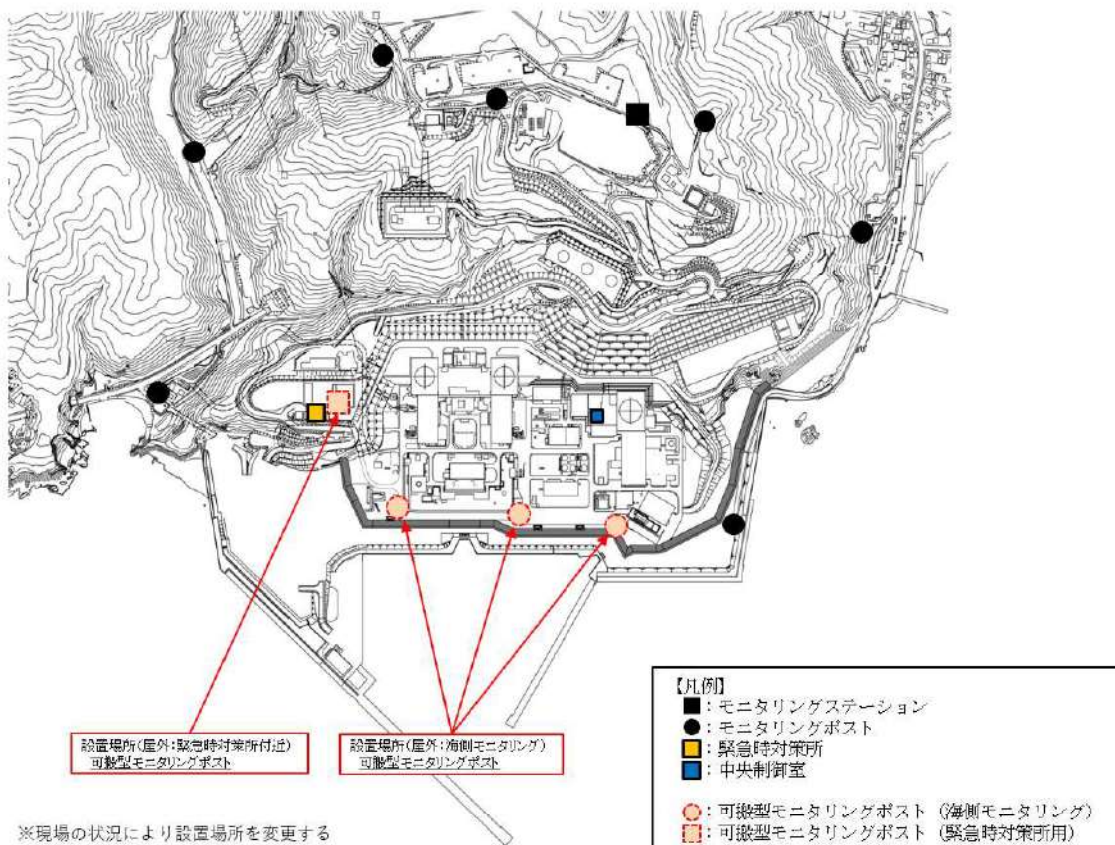 設置場所(屋外:緊急時対策所付近)
可搬型モニタリングポスト
設置場所(屋外:海側モニタリング)
可搬型モニタリングポスト
※現場の状況により設置場所を変更する
【凡例】
■:モニタリングステーション
●:モニタリングポスト
:緊急時対策所
:中央制御室
:可搬型モニタリングポスト (海側モニタリング)
:可搬型モニタリングポスト (緊急時対策所用)